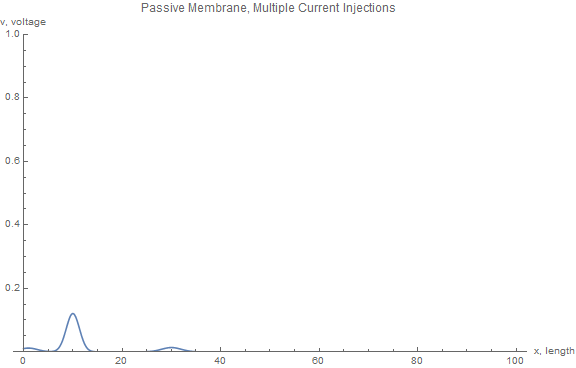 Passive Membrane, Multiple Current Injections
v, voltage
1.0
0.8
0.6
0.4
0.2
0 20 40 60 80 100 x, length